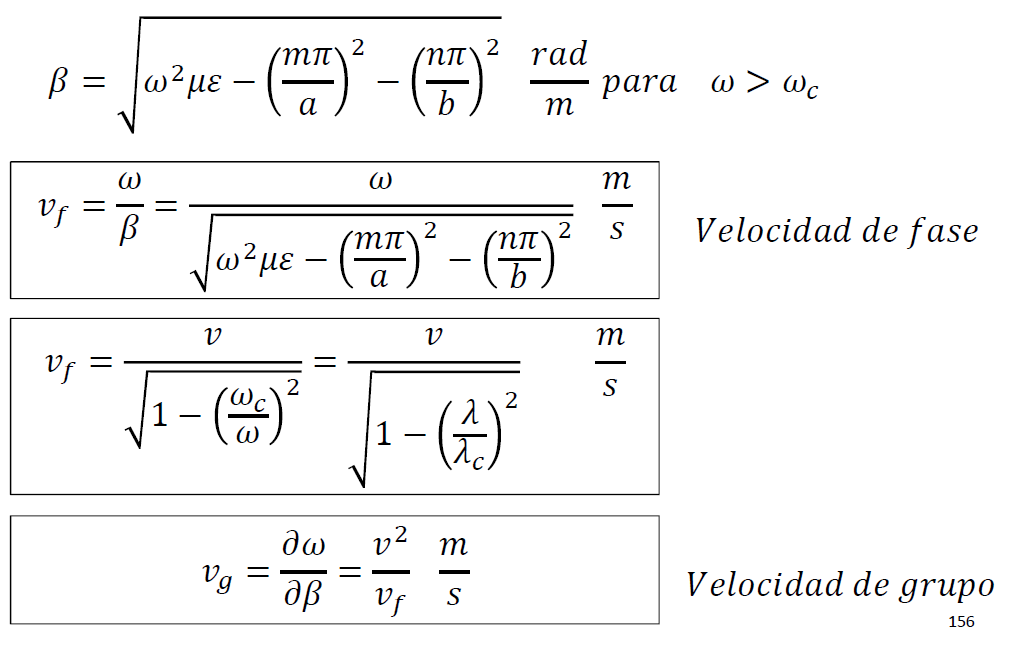 β = √(ω²με − (mπ/a)² − (nπ/b)²) rad/m para ω > ω_c
v_f = ω/β = ω/√(ω²με − (mπ/a)² − (nπ/b)²) m/s
Velocidad de fase
v_f = v/√(1 − (ω_c/ω)²) = v/√(1 − (λ/λ_c)²) m/s
v_g = ∂ω/∂β = v²/v_f m/s
Velocidad de grupo
156